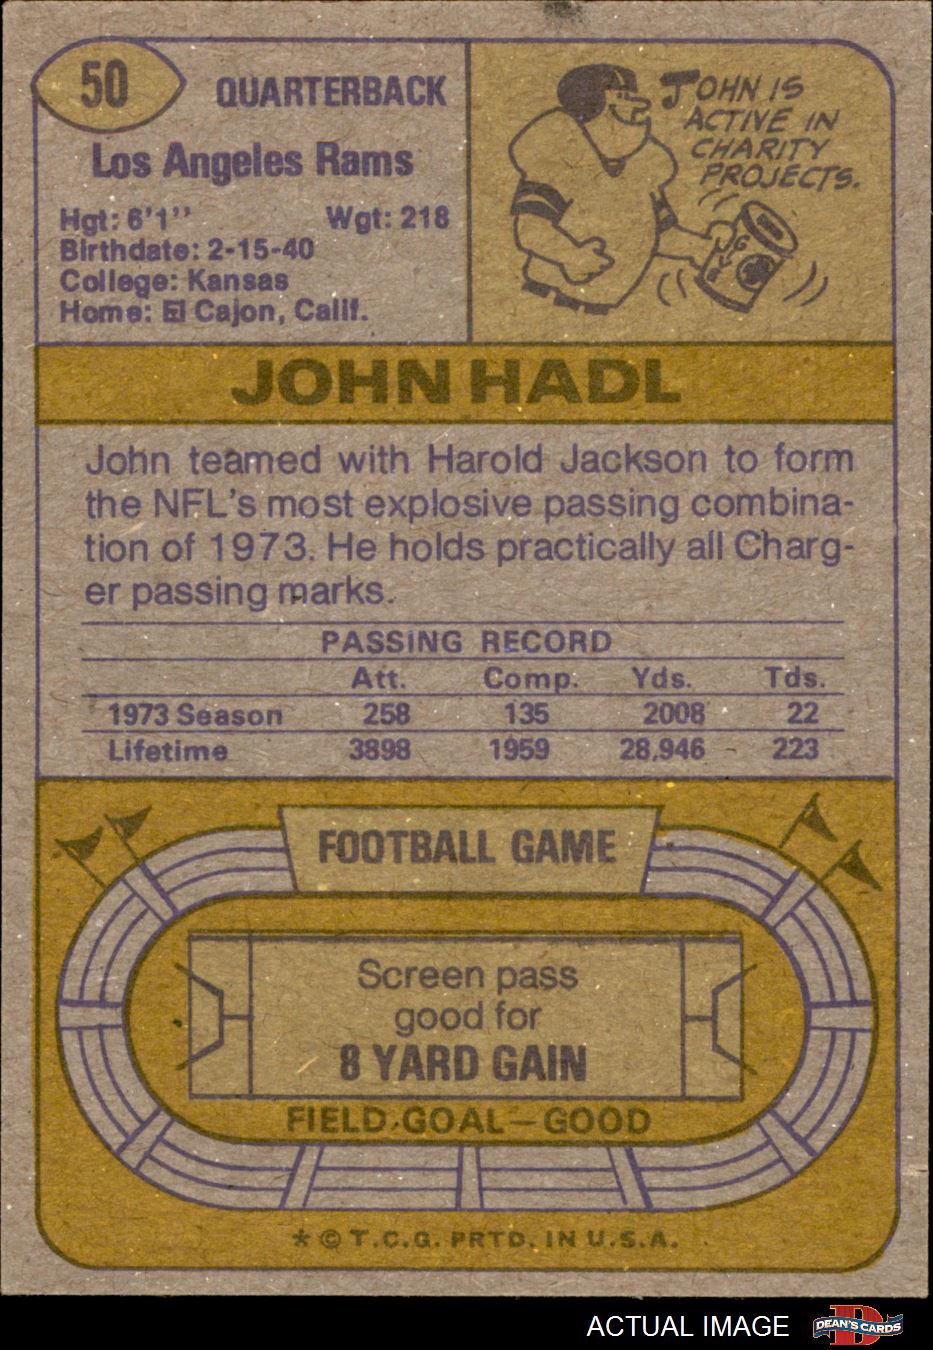 50
QUARTERBACK
Los Angeles Rams
Hgt: 6'1" Wgt: 218
Birthdate: 2-15-40
College: Kansas
Home: El Cajon, Calif.
JOHN IS
ACTIVE IN
CHARITY
PROJECTS.
JOHN HADL
John teamed with Harold Jackson to form
the NFL's most explosive passing combina-
tion of 1973. He holds practically all Charg-
er passing marks.
PASSING RECORD
Att. Comp. Yds. Tds.
1973 Season 258 135 2008 22
Lifetime 3898 1959 28,946 223
FOOTBALL GAME
Screen pass
good for
8 YARD GAIN
FIELD GOAL—GOOD
* © T.C.G. PRTD. IN U.S.A.
ACTUAL IMAGE
DEAN'S CARDS